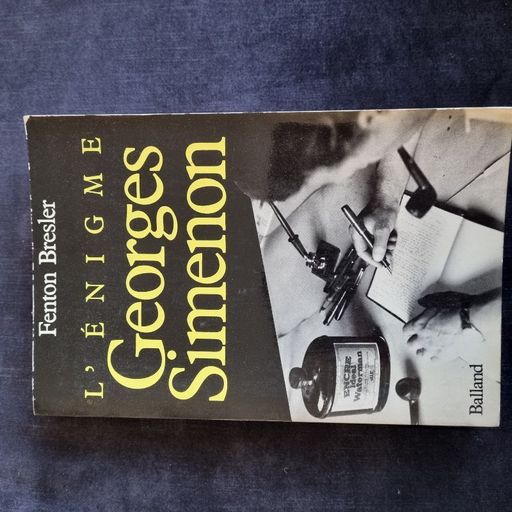 Fenton Bresler
L'ÉNIGME
Georges
Simenon
ENCRE
Ideal
Waterman
Balland